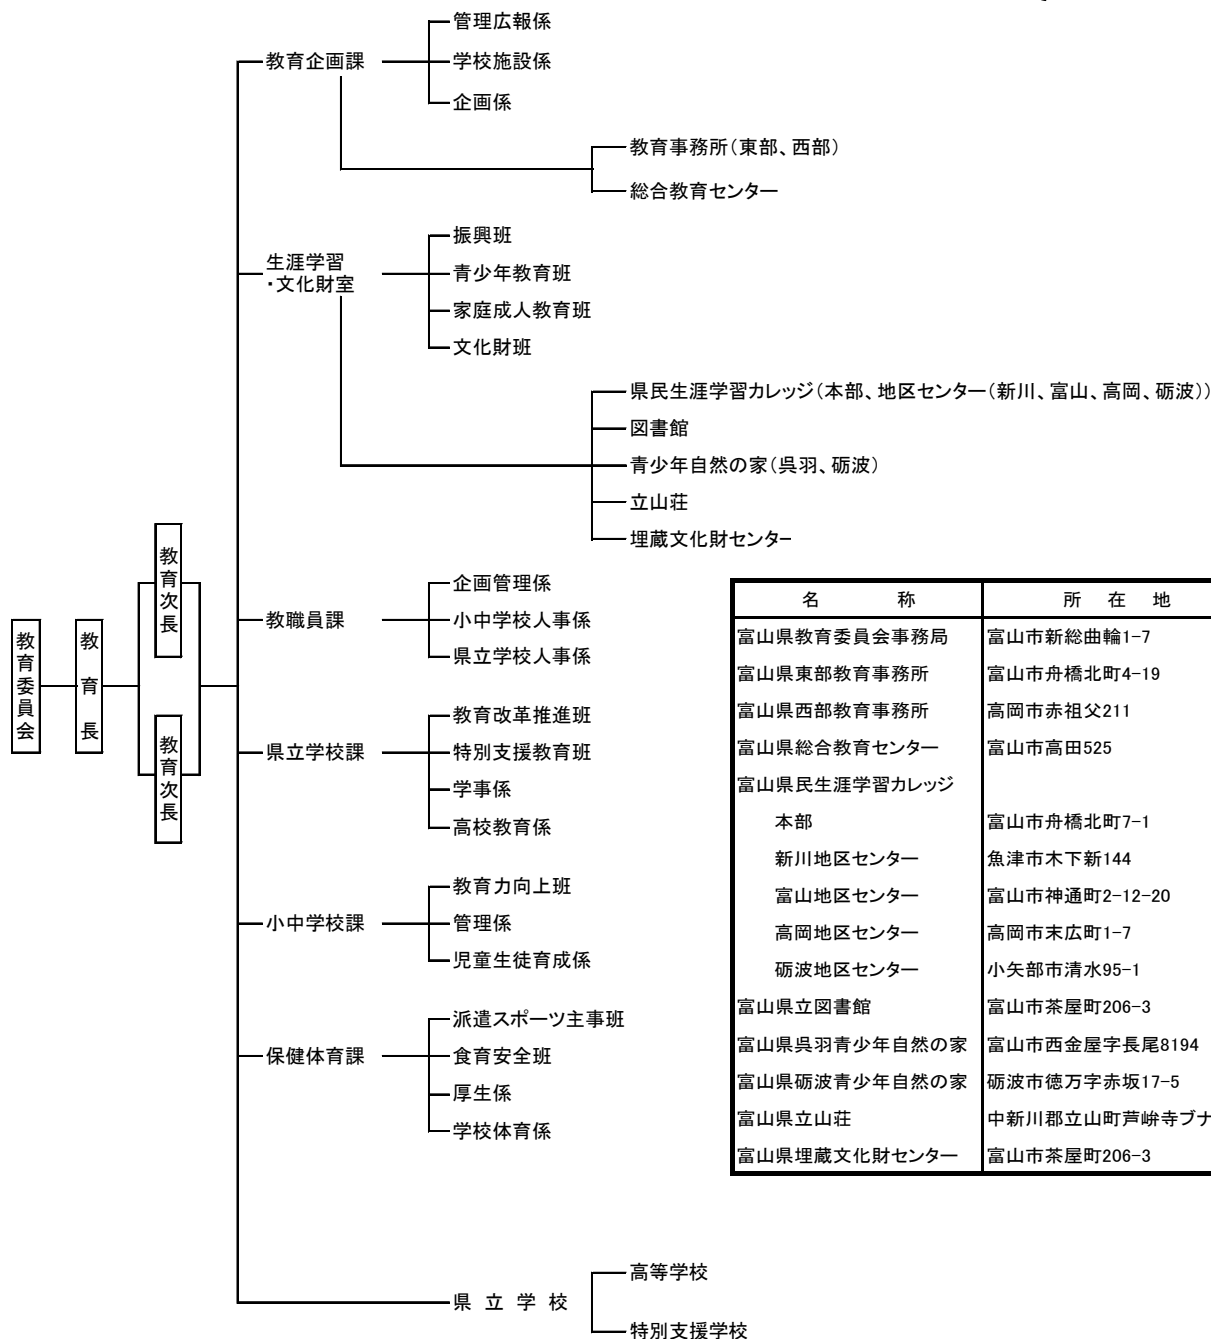 管理広報係
教育企画課
学校施設係
企画係
教育事務所（東部、西部）
総合教育センター
振興班
生涯学習
・文化財室
青少年教育班
家庭成人教育班
文化財班
県民生涯学習カレッジ（本部、地区センター（新川、富山、高岡、砺波））
図書館
青少年自然の家（呉羽、砺波）
立山荘
埋蔵文化財センター
教育委員会
教育長
教育次長
教育次長
企画管理係
教職員課
小中学校人事係
県立学校人事係
教育改革推進班
県立学校課
特別支援教育班
学事係
高校教育係
教育力向上班
小中学校課
管理係
児童生徒育成係
派遣スポーツ主事班
保健体育課
食育安全班
厚生係
学校体育係
県 立 学 校
高等学校
特別支援学校
名 称 所 在 地
富山県教育委員会事務局 富山市新総曲輪1-7
富山県東部教育事務所 富山市舟橋北町4-19
富山県西部教育事務所 高岡市赤祖父211
富山県総合教育センター 富山市高田525
富山県民生涯学習カレッジ
本部 富山市舟橋北町7-1
新川地区センター 魚津市木下新144
富山地区センター 富山市神通町2-12-20
高岡地区センター 高岡市末広町1-7
砺波地区センター 小矢部市清水95-1
富山県立図書館 富山市茶屋町206-3
富山県呉羽青少年自然の家 富山市西金屋字長尾8194
富山県砺波青少年自然の家 砺波市徳万字赤坂17-5
富山県立山荘 中新川郡立山町芦峅寺ブナ
富山県埋蔵文化財センター 富山市茶屋町206-3